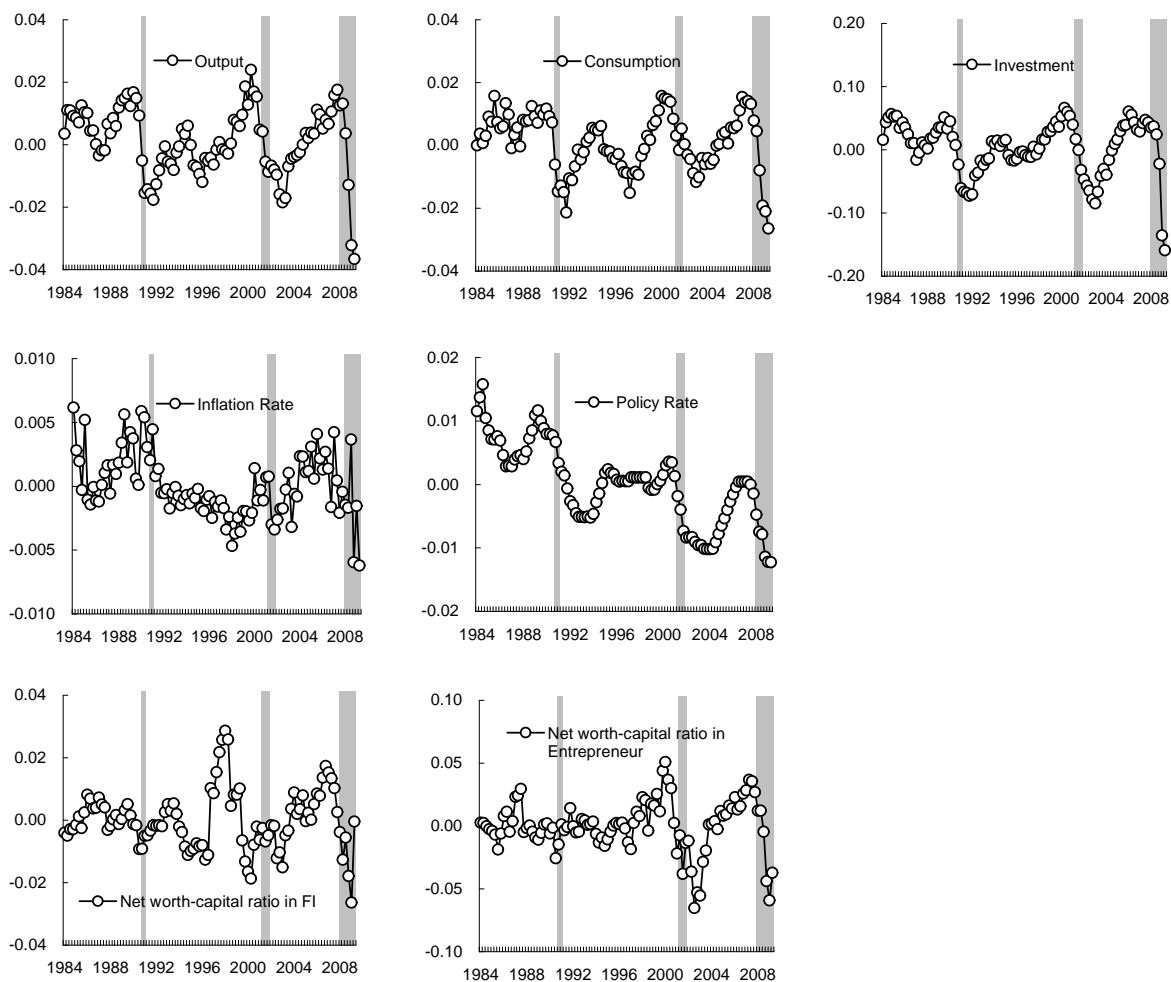 0.04
0.02
0.00
-0.02
-0.04
Output
1984 1988 1992 1996 2000 2004 2008
0.04
0.02
0.00
-0.02
-0.04
Consumption
1984 1988 1992 1996 2000 2004 2008
0.20
0.10
0.00
-0.10
-0.20
Investment
1984 1988 1992 1996 2000 2004 2008
0.010
0.005
0.000
-0.005
-0.010
Inflation Rate
1984 1988 1992 1996 2000 2004 2008
0.02
0.01
0.00
-0.01
-0.02
Policy Rate
1984 1988 1992 1996 2000 2004 2008
0.04
0.02
0.00
-0.02
-0.04
Net worth-capital ratio in FI
1984 1988 1992 1996 2000 2004 2008
0.10
0.05
0.00
-0.05
-0.10
Net worth-capital ratio in
Entrepreneur
1984 1988 1992 1996 2000 2004 2008